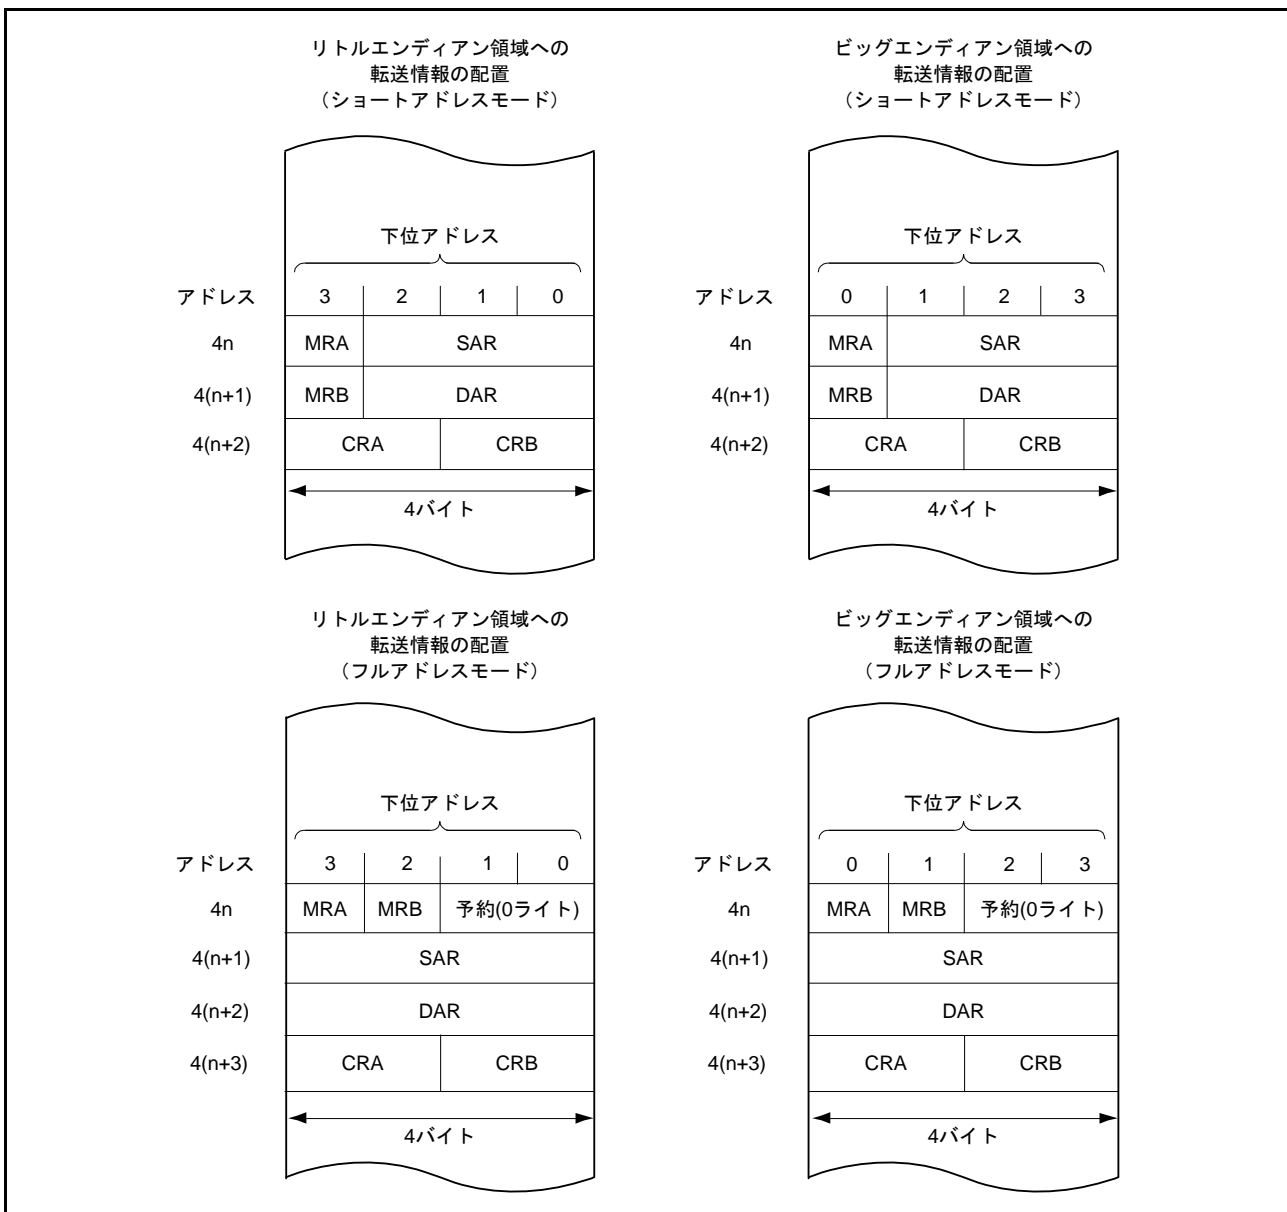 リトルエンディアン領域への
転送情報の配置
（ショートアドレスモード）
下位アドレス
アドレス 3 2 1 0
4n MRA SAR
4(n+1) MRB DAR
4(n+2) CRA CRB
4バイト
ビッグエンディアン領域への
転送情報の配置
（ショートアドレスモード）
下位アドレス
アドレス 0 1 2 3
4n MRA SAR
4(n+1) MRB DAR
4(n+2) CRA CRB
4バイト
リトルエンディアン領域への
転送情報の配置
（フルアドレスモード）
下位アドレス
アドレス 3 2 1 0
4n MRA MRB 予約(0ライト)
4(n+1) SAR
4(n+2) DAR
4(n+3) CRA CRB
4バイト
ビッグエンディアン領域への
転送情報の配置
（フルアドレスモード）
下位アドレス
アドレス 0 1 2 3
4n MRA MRB 予約(0ライト)
4(n+1) SAR
4(n+2) DAR
4(n+3) CRA CRB
4バイト